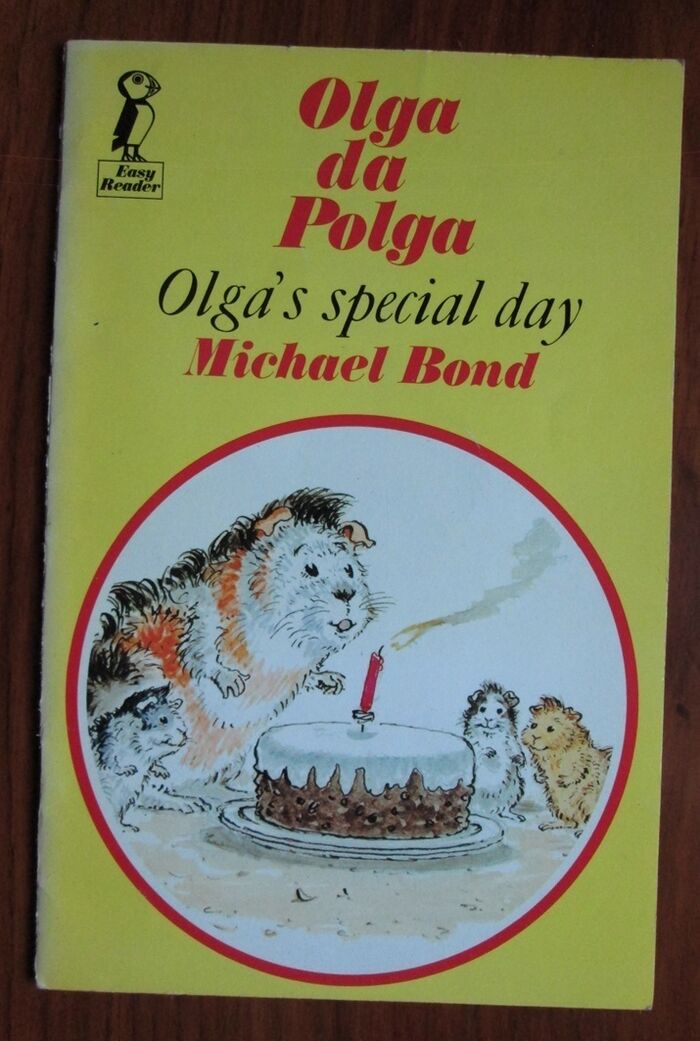 Easy
Reader
Olga
da
Polga
Olga's special day
Michael Bond